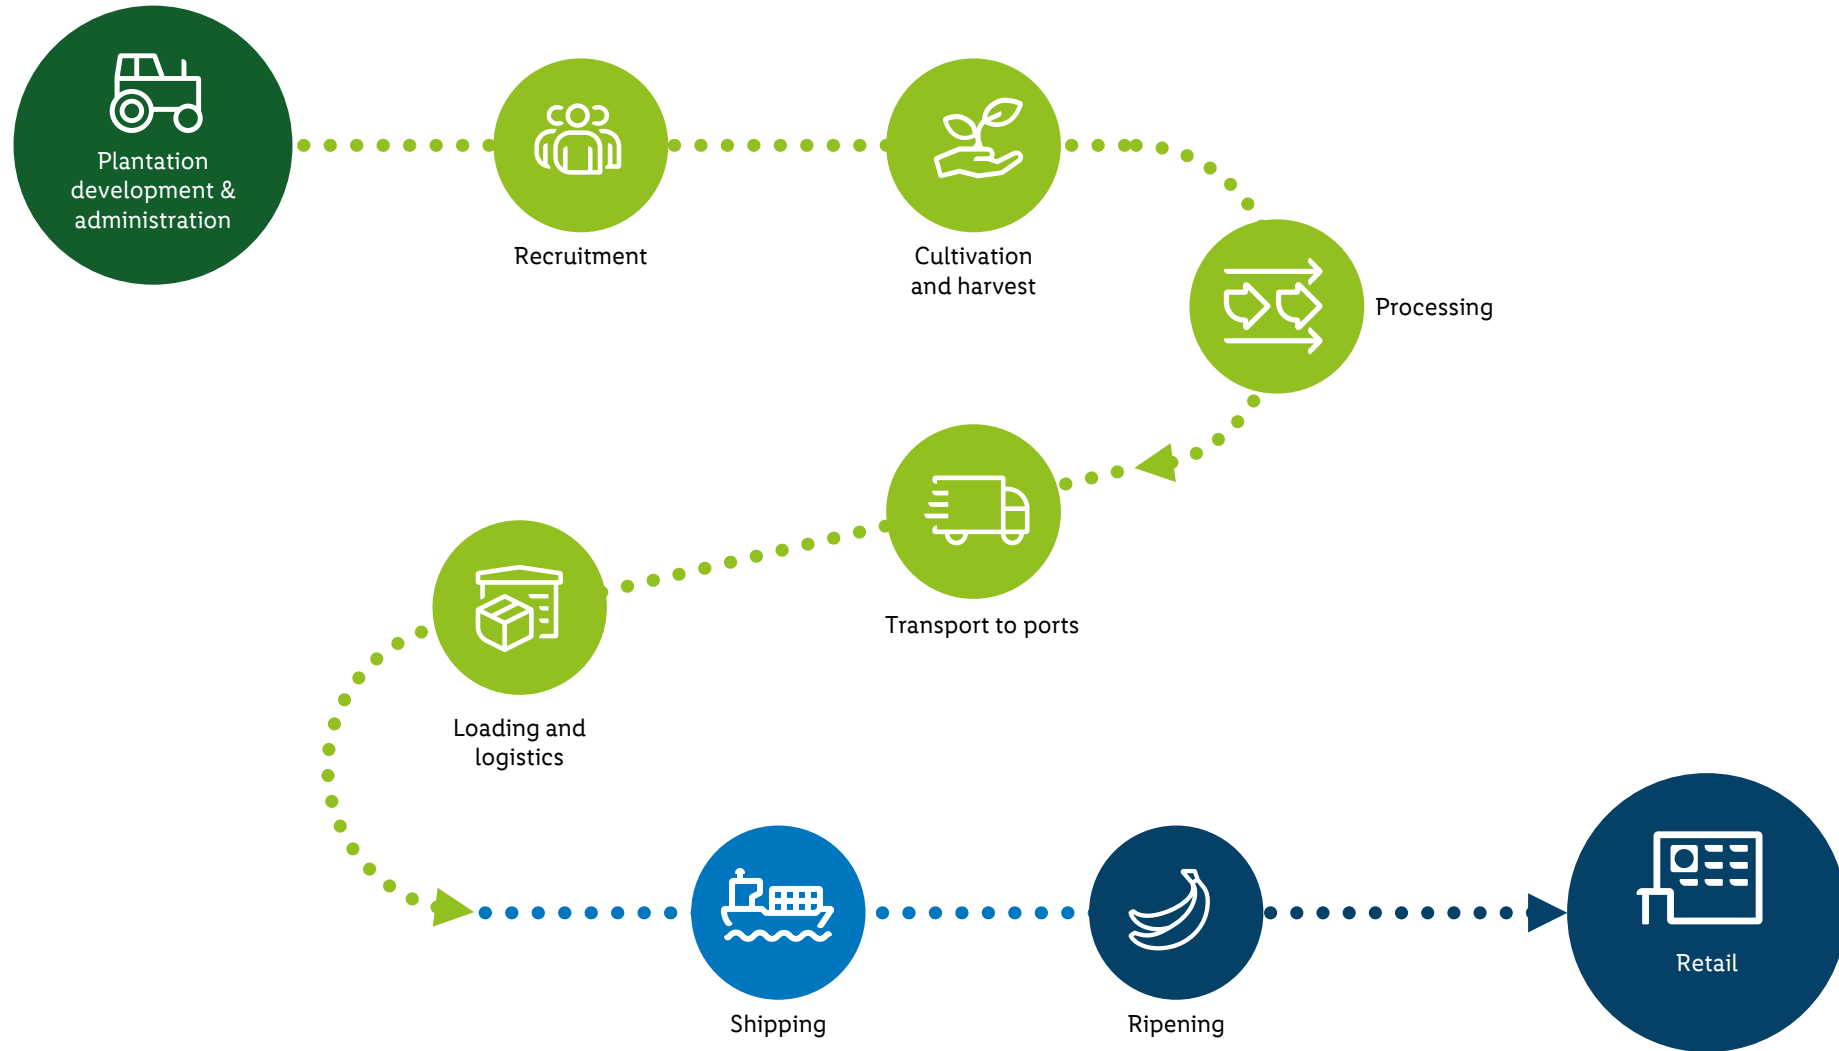 Plantation
development &
administration
Recruitment
Cultivation
and harvest
Processing
Transport to ports
Loading and
logistics
Shipping
Ripening
Retail